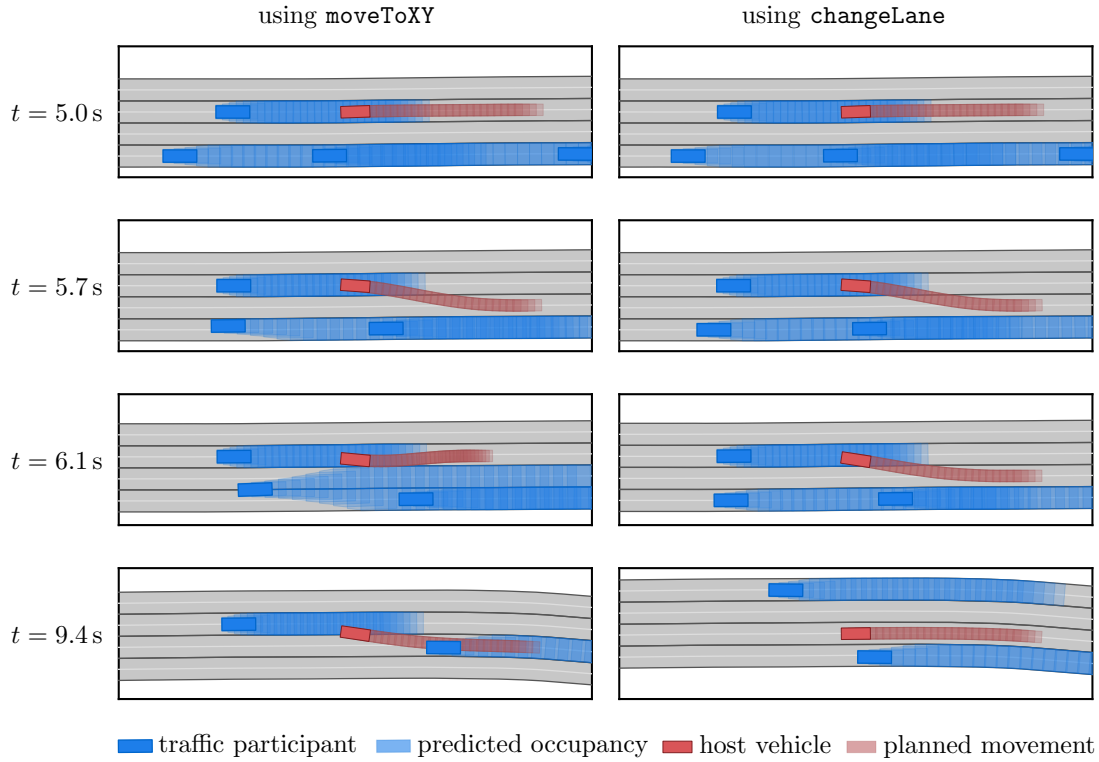 using moveToXY
using changeLane
t = 5.0 s
t = 5.7 s
t = 6.1 s
t = 9.4 s
traffic participant predicted occupancy host vehicle planned movement